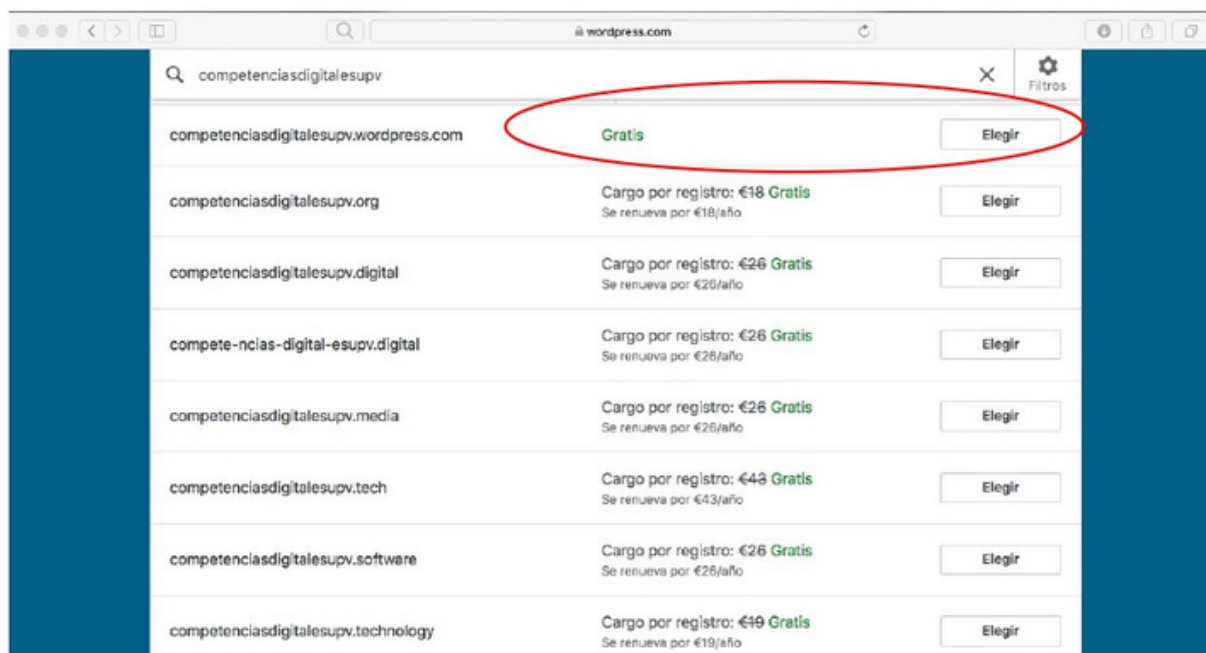 wordpress.com
competenciasdigitalesupv
Filtros
competenciasdigitalesupv.wordpress.com Gratis Elegir
competenciasdigitalesupv.org Cargo por registro: €18 Gratis Elegir
Se renueva por €18/año
competenciasdigitalesupv.digital Cargo por registro: €26 Gratis Elegir
Se renueva por €26/año
compete-ncias-digital-esupv.digital Cargo por registro: €26 Gratis Elegir
Se renueva por €26/año
competenciasdigitalesupv.media Cargo por registro: €26 Gratis Elegir
Se renueva por €26/año
competenciasdigitalesupv.tech Cargo por registro: €43 Gratis Elegir
Se renueva por €43/año
competenciasdigitalesupv.software Cargo por registro: €26 Gratis Elegir
Se renueva por €26/año
competenciasdigitalesupv.technology Cargo por registro: €19 Gratis Elegir
Se renueva por €19/año